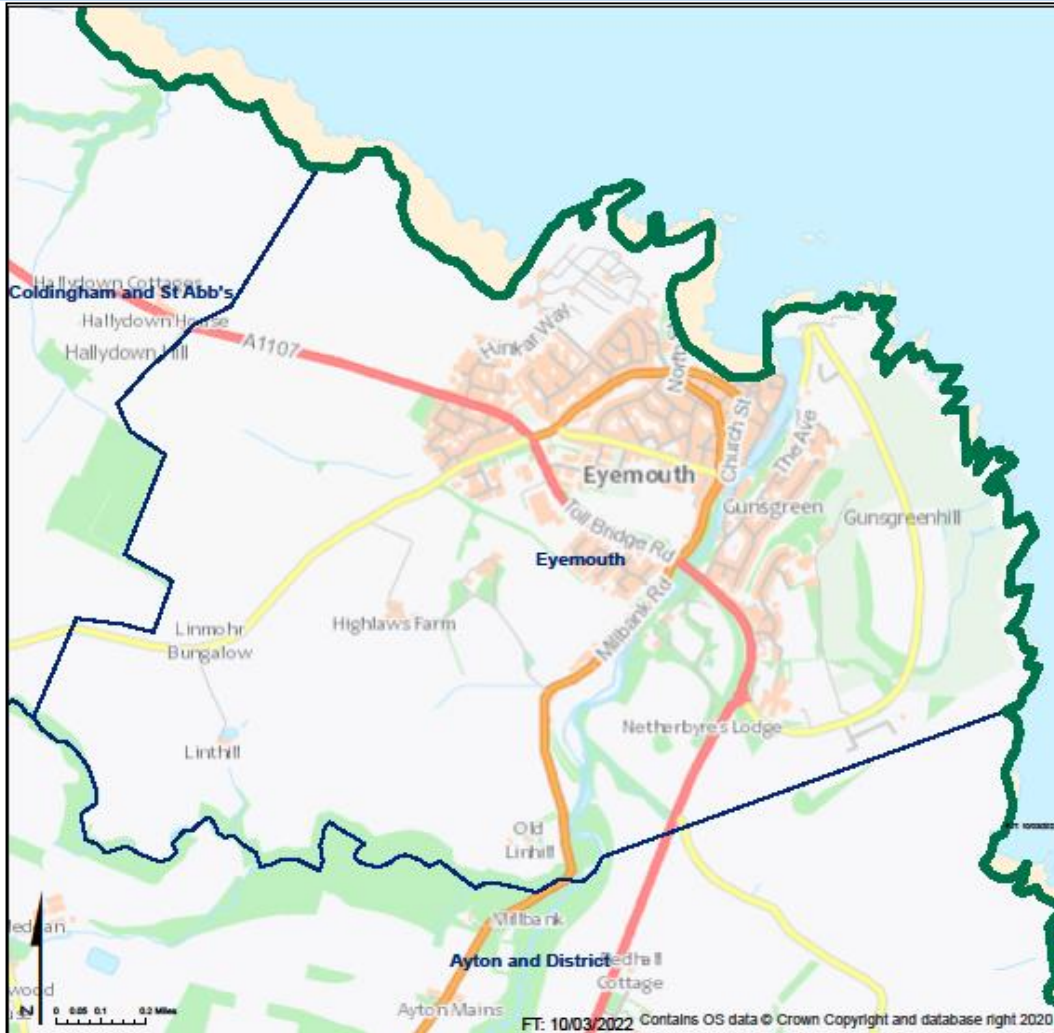 Hallydown Cottages
Coldingham and St Abb's
Hallydown House
Hallydown Hill
A1107
Hinkar Way
North St
Church St
The Ave
Eyemouth
Gunsgreen
Gunsgreenhill
Toll Bridge Rd
Eyemouth
Millbank Rd
Highlaws Farm
Linmohr
Bungalow
Netherbyre's Lodge
Linthill
Old
Linhill
Millbank
Ayton and District
Redhall
Cottage
Ayton Mains
wood
N
0 0.05 0.1 0.2 Miles
FT: 10/03/2022
Contains OS data © Crown Copyright and database right 2020